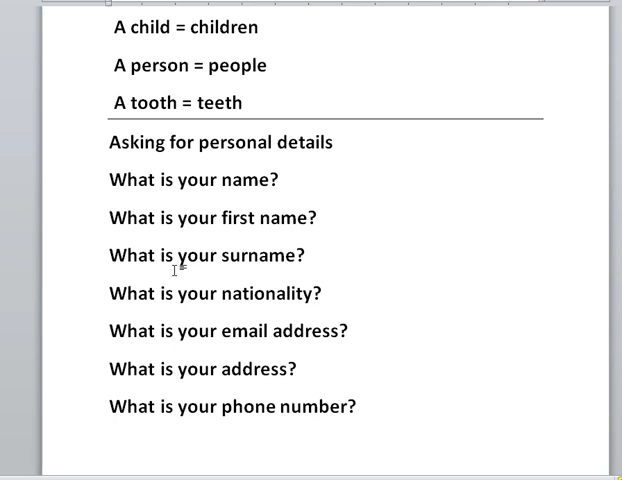 A child = children
A person = people
A tooth = teeth
Asking for personal details
What is your name?
What is your first name?
What is your surname?
What is your nationality?
What is your email address?
What is your address?
What is your phone number?